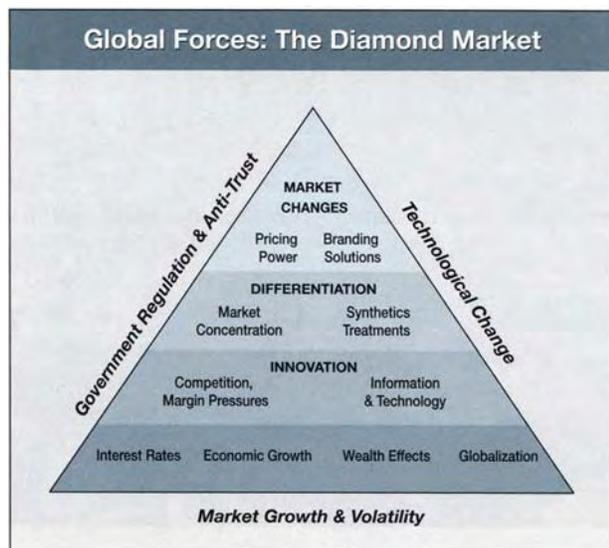 Global Forces: The Diamond Market
Government Regulation & Anti-Trust
Technological Change
MARKET
CHANGES
Pricing Branding
Power Solutions
DIFFERENTIATION
Market Synthetics
Concentration Treatments
INNOVATION
Competition, Information
Margin Pressures & Technology
Interest Rates Economic Growth Wealth Effects Globalization
Market Growth & Volatility